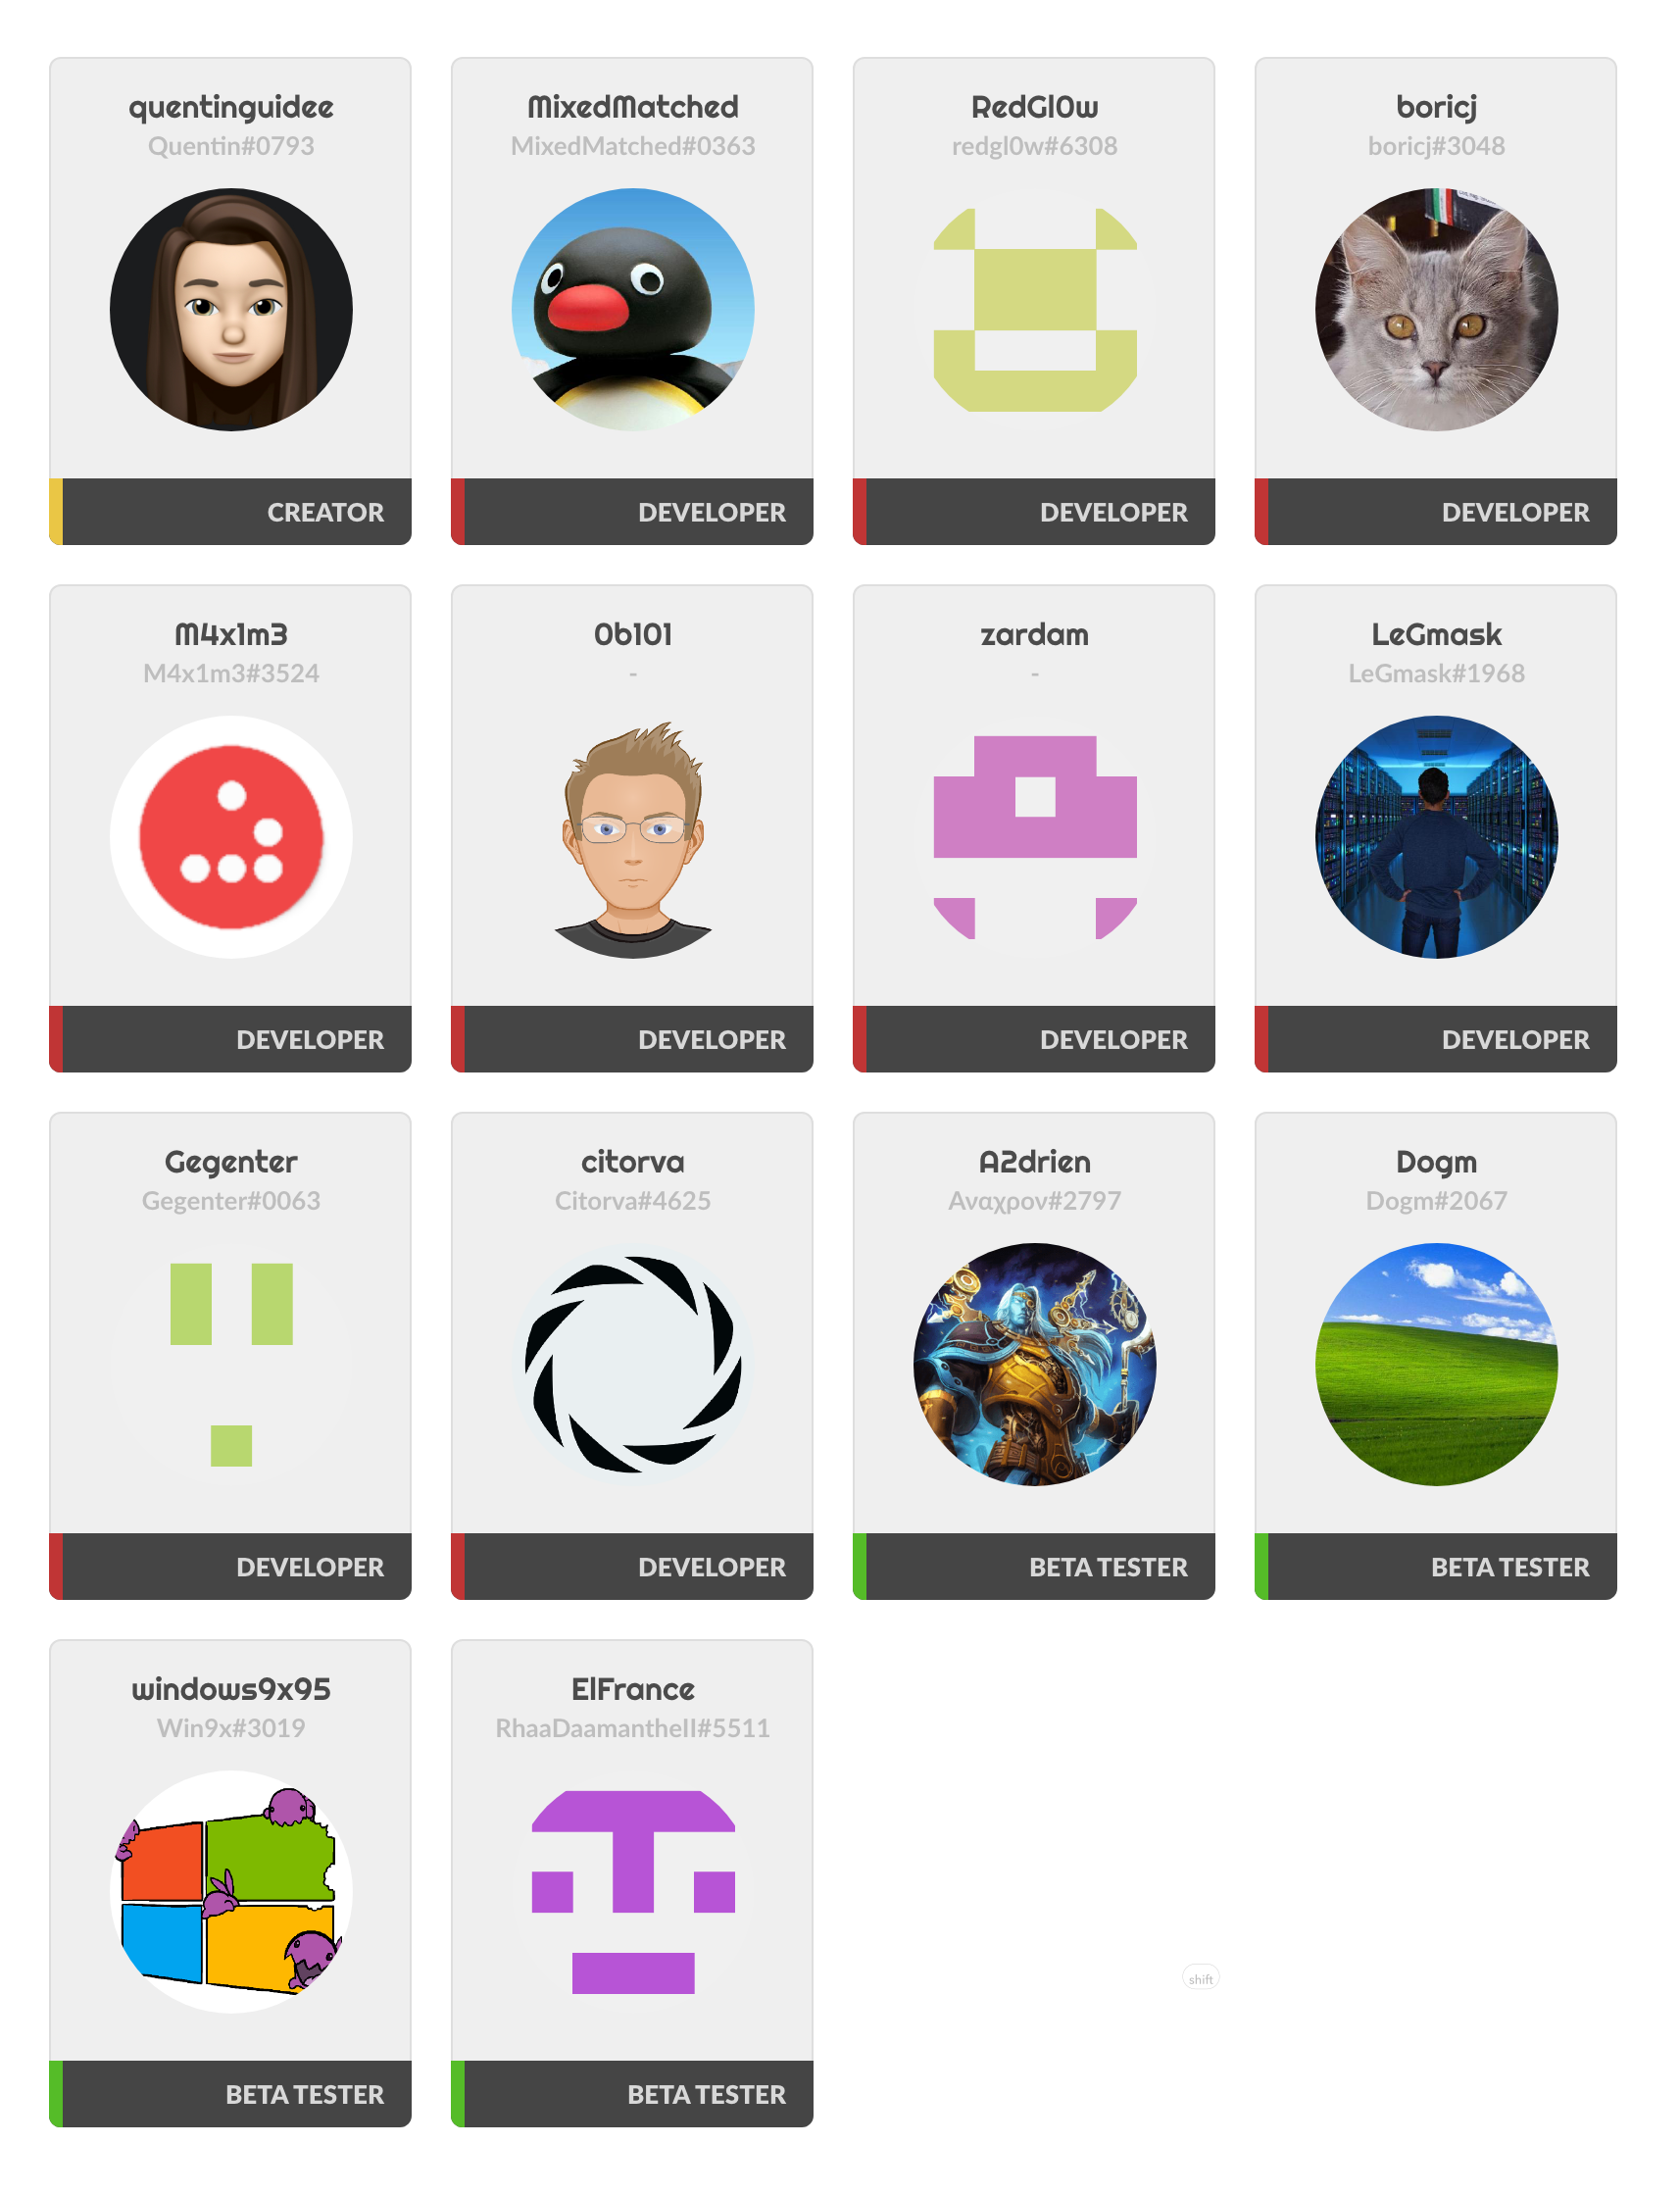 quentinguidee
Quentin#0793
CREATOR
MixedMatched
MixedMatched#0363
DEVELOPER
RedGl0w
redgl0w#6308
DEVELOPER
boricj
boricj#3048
DEVELOPER
M4x1m3
M4x1m3#3524
DEVELOPER
0b101
-
DEVELOPER
zardam
-
DEVELOPER
LeGmask
LeGmask#1968
DEVELOPER
Gegenter
Gegenter#0063
DEVELOPER
citorva
Citorva#4625
DEVELOPER
A2drien
Αναχρον#2797
BETA TESTER
Dogm
Dogm#2067
BETA TESTER
windows9x95
Win9x#3019
BETA TESTER
ElFrance
RhaaDaamantheII#5511
BETA TESTER
shift